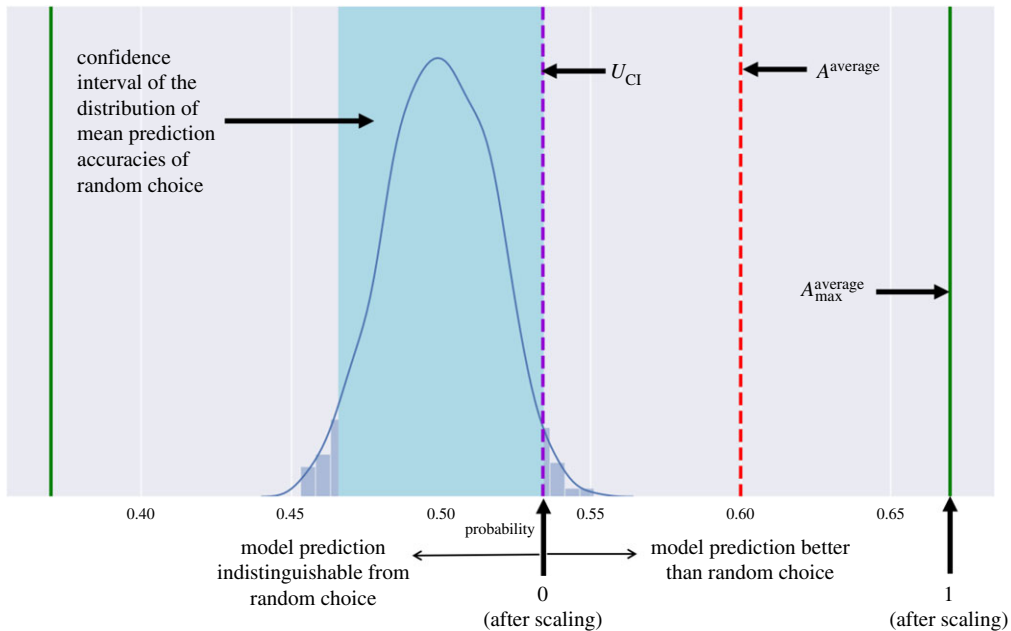 confidence
interval of the
distribution of
mean prediction
accuracies of
random choice
U_CI
A^average
A_max^average
0.40 0.45 0.50 0.55 0.60 0.65
probability
model prediction
indistinguishable from
random choice
model prediction better
than random choice
0
(after scaling)
1
(after scaling)